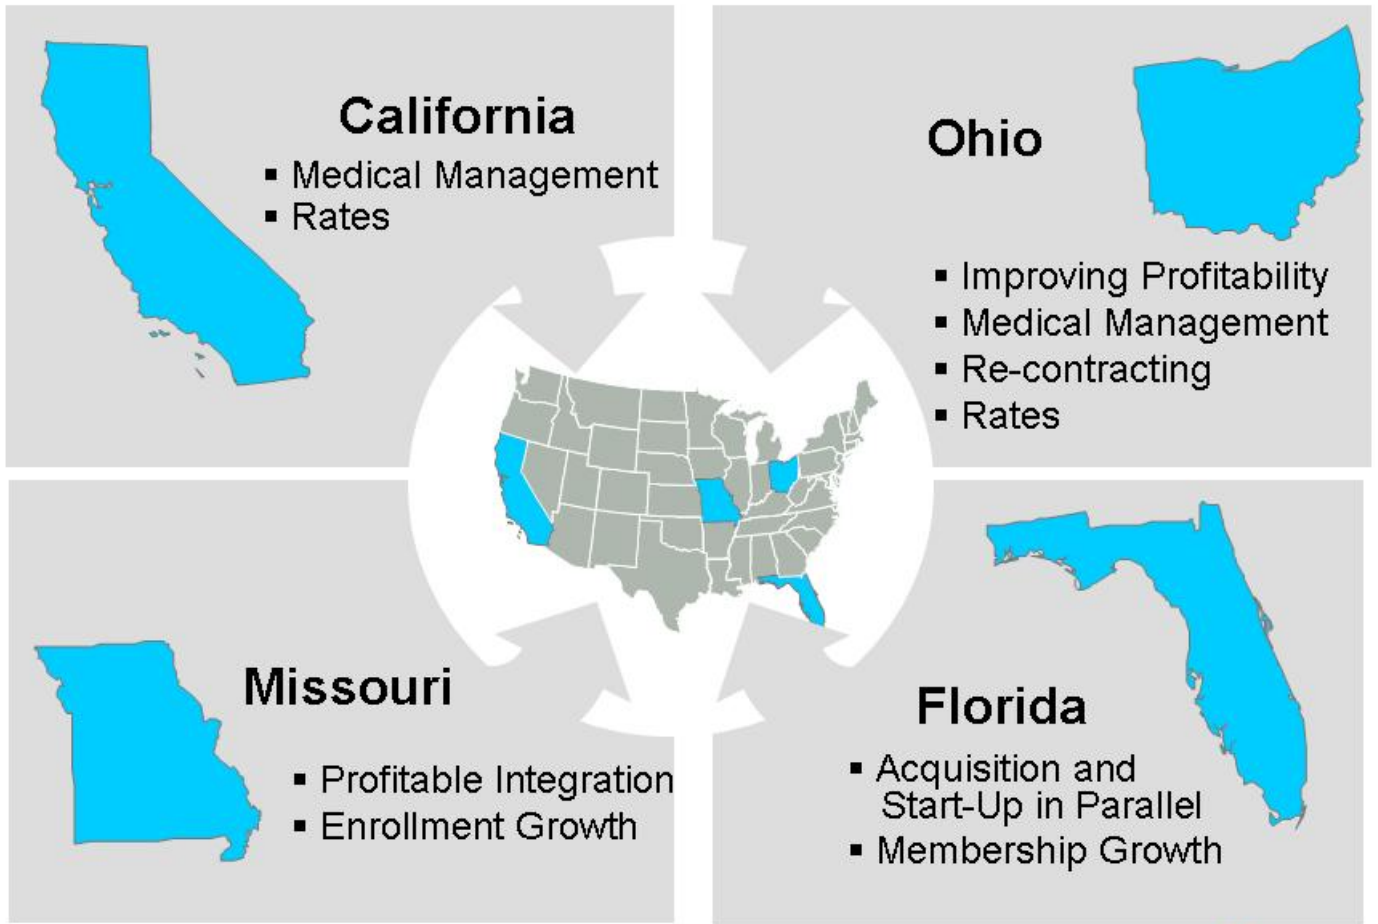 California
▪ Medical Management
▪ Rates
Ohio
▪ Improving Profitability
▪ Medical Management
▪ Re-contracting
▪ Rates
Missouri
▪ Profitable Integration
▪ Enrollment Growth
Florida
▪ Acquisition and
Start-Up in Parallel
▪ Membership Growth